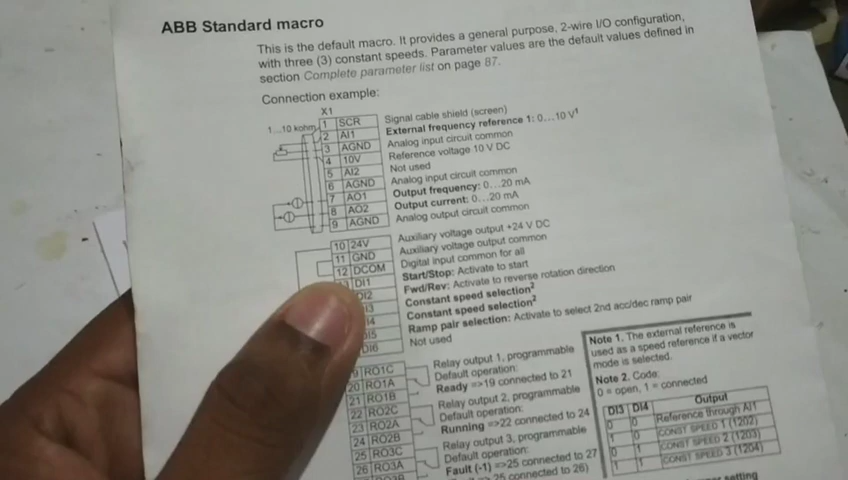 ABB Standard macro
This is the default macro. It provides a general purpose, 2-wire I/O configuration,
with three (3) constant speeds. Parameter values are the default values defined in
section Complete parameter list on page 87.
Connection example:
X1
1...10 kohm
1 SCR Signal cable shield (screen)
2 AI1 External frequency reference 1: 0...10 V¹
3 AGND Analog input circuit common
4 10V Reference voltage 10 V DC
5 AI2 Not used
6 AGND Analog input circuit common
7 AO1 Output frequency: 0...20 mA
8 AO2 Output current: 0...20 mA
9 AGND Analog output circuit common
10 24V Auxiliary voltage output +24 V DC
11 GND Auxiliary voltage output common
12 DCOM Digital input common for all
DI1 Start/Stop: Activate to start
DI2 Fwd/Rev: Activate to reverse rotation direction
Constant speed selection²
Constant speed selection²
Ramp pair selection: Activate to select 2nd acc/dec ramp pair
DI6 Not used
RO1C Relay output 1, programmable
20 RO1A Default operation:
21 RO1B Ready =>19 connected to 21
22 RO2C Relay output 2, programmable
23 RO2A Default operation:
24 RO2B Running =>22 connected to 24
25 RO3C Relay output 3, programmable
26 RO3A Default operation:
Fault (-1) =>25 connected to 27
25 connected to 26)
Note 1. The external reference is
used as a speed reference if a vector
mode is selected.
Note 2. Code:
0 = open, 1 = connected
DI3 DI4 Output
0 0 Reference through AI1
1 0 CONST SPEED 1 (1202)
0 1 CONST SPEED 2 (1203)
1 1 CONST SPEED 3 (1204)
setting